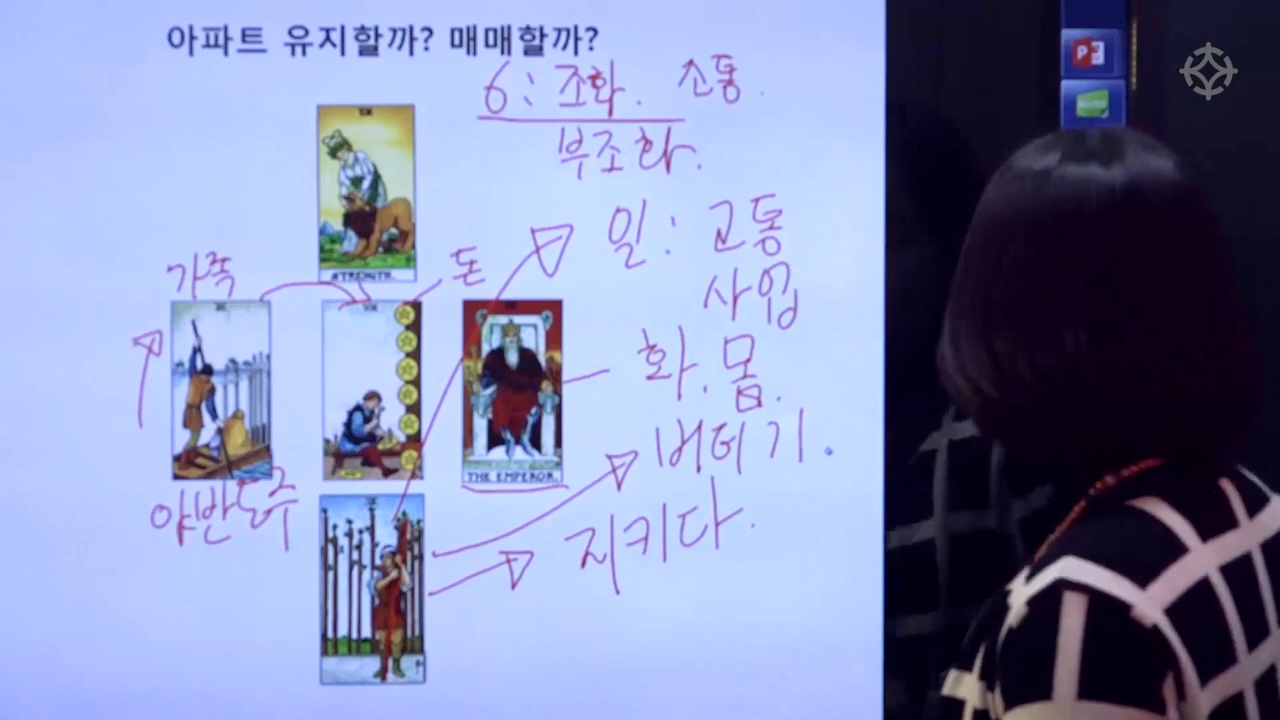 아파트 유지할까? 매매할까?
6: 조화. 소통.
부조화.
일: 고통
사업
가족
돈
STRENGTH.
화. 몸.
버티기.
THE EMPEROR.
야반도주
지키다.